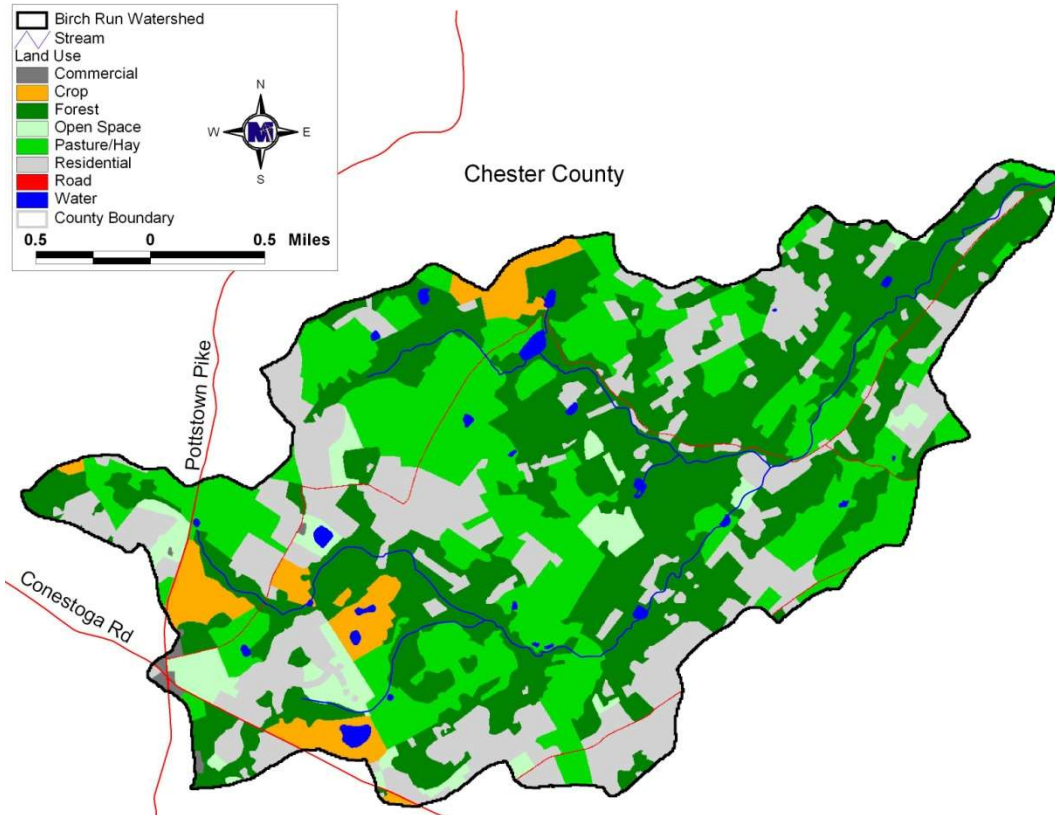 Birch Run Watershed
Stream
Land Use
Commercial
Crop
Forest
Open Space
Pasture/Hay
Residential
Road
Water
County Boundary
0.5 0 0.5 Miles
N
W E
S
M
Chester County
Pottstown Pike
Conestoga Rd